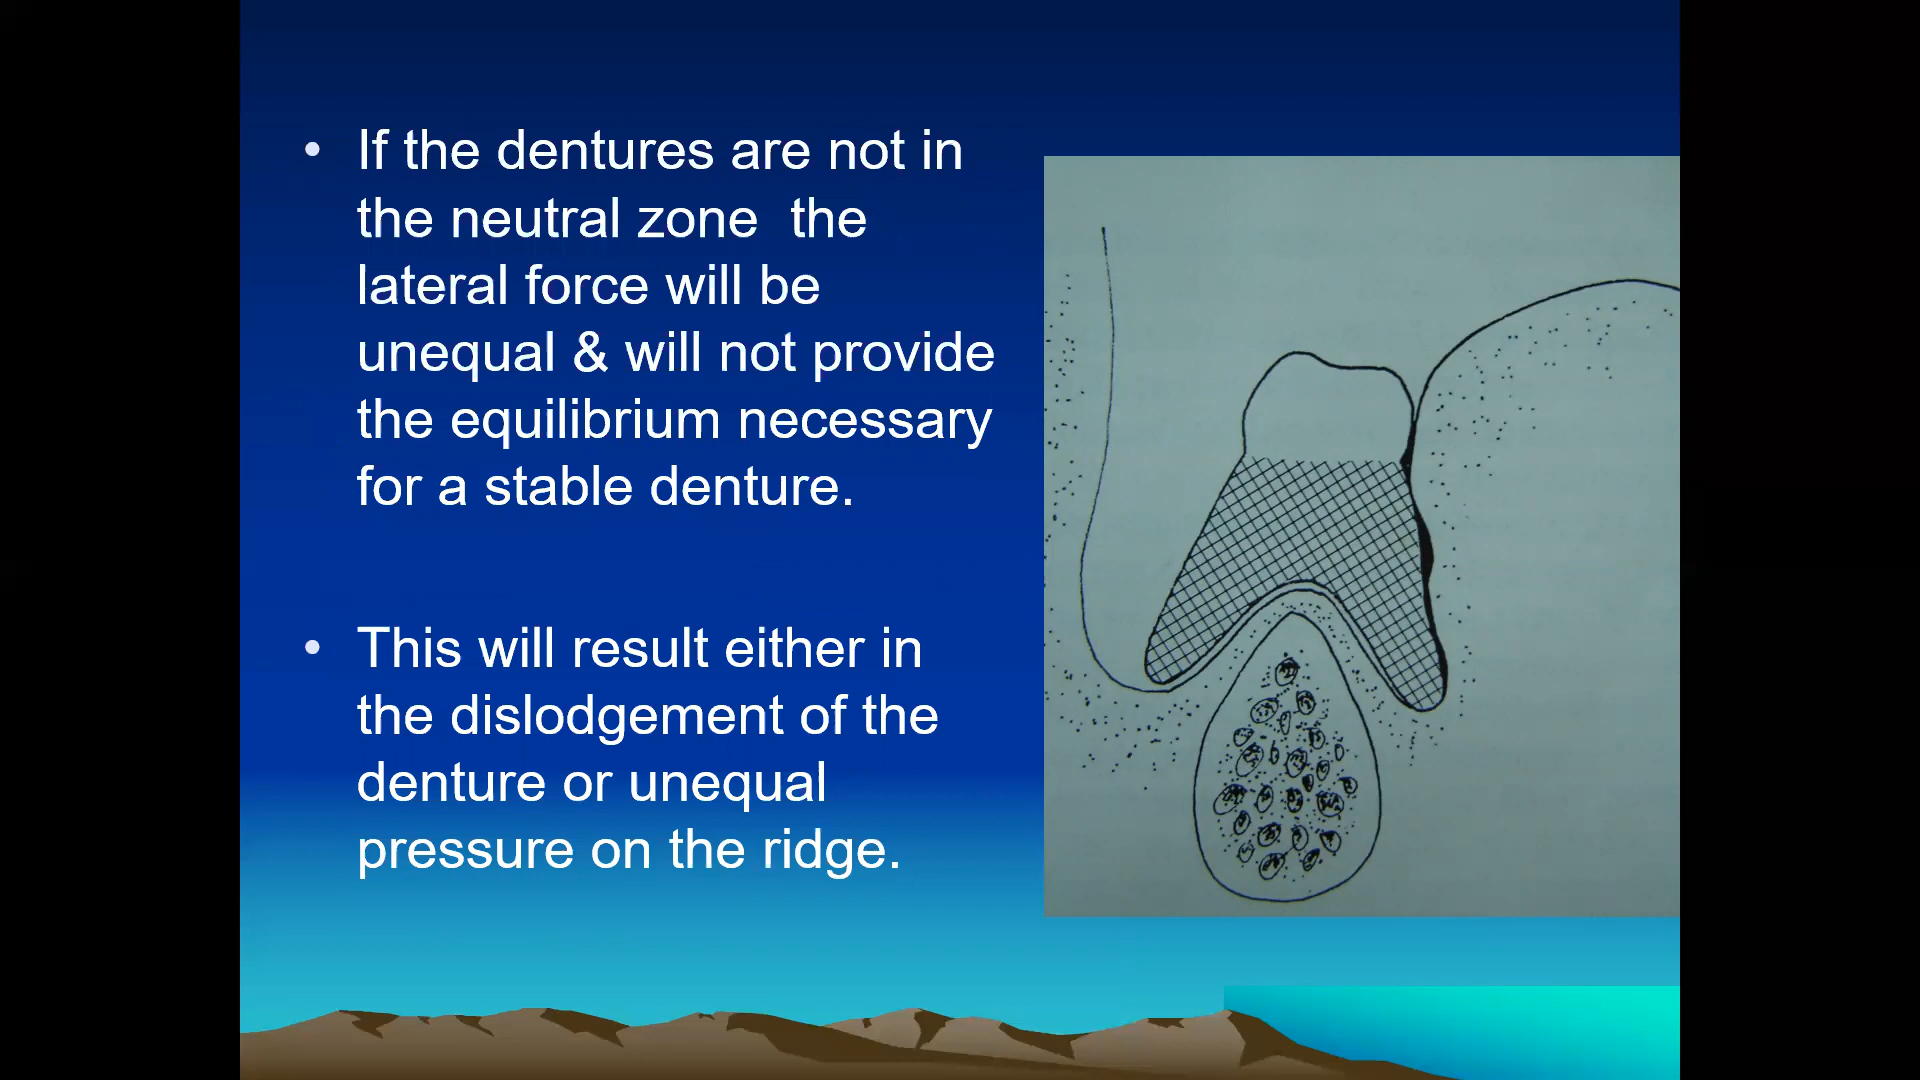 • If the dentures are not in
the neutral zone  the
lateral force will be
unequal & will not provide
the equilibrium necessary
for a stable denture.
• This will result either in
the dislodgement of the
denture or unequal
pressure on the ridge.